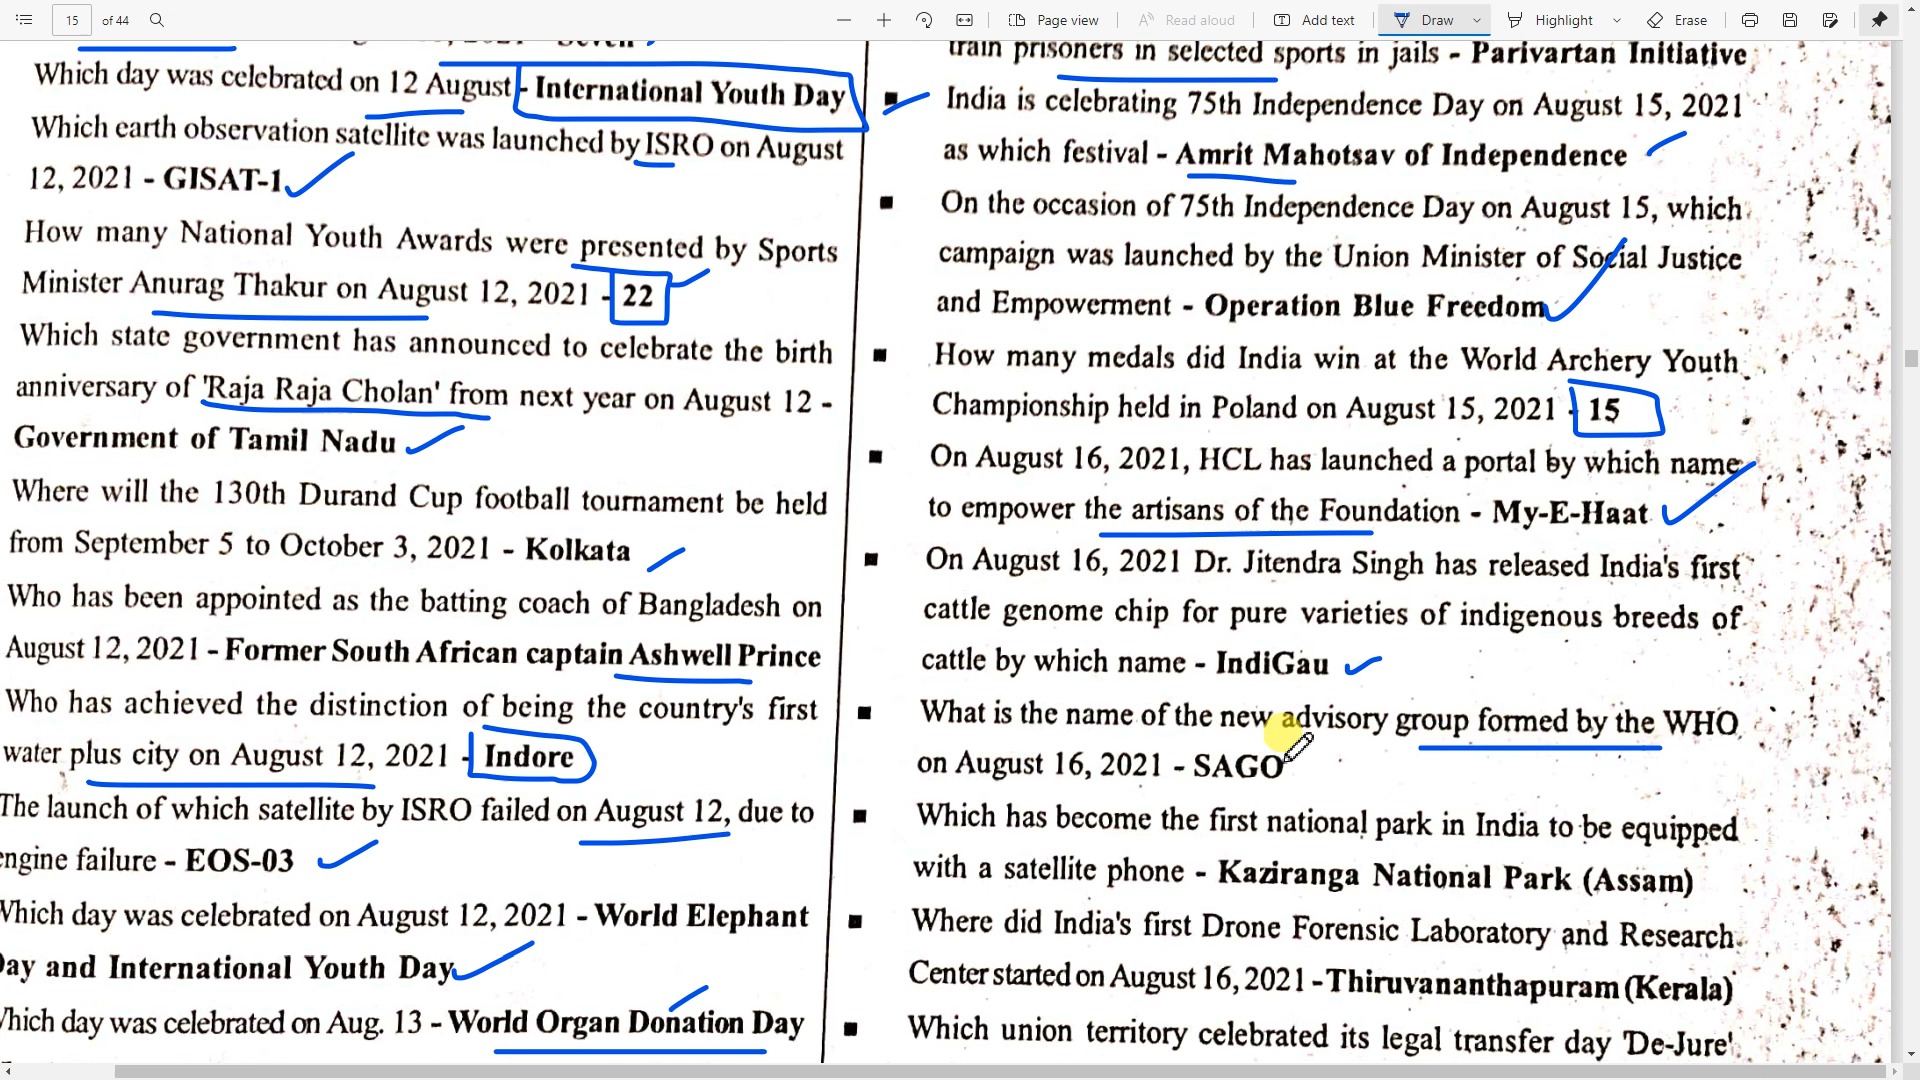 15
of 44
Page view
Read aloud
Add text
Draw
Highlight
Erase
Which day was celebrated on 12 August - International Youth Day
Which earth observation satellite was launched by ISRO on August
12, 2021 - GISAT-1
How many National Youth Awards were presented by Sports
Minister Anurag Thakur on August 12, 2021 - 22
Which state government has announced to celebrate the birth
anniversary of 'Raja Raja Cholan' from next year on August 12 -
Government of Tamil Nadu
Where will the 130th Durand Cup football tournament be held
from September 5 to October 3, 2021 - Kolkata
Who has been appointed as the batting coach of Bangladesh on
August 12, 2021 - Former South African captain Ashwell Prince
Who has achieved the distinction of being the country's first
water plus city on August 12, 2021 - Indore
The launch of which satellite by ISRO failed on August 12, due to
engine failure - EOS-03
Which day was celebrated on August 12, 2021 - World Elephant
Day and International Youth Day
Which day was celebrated on Aug. 13 - World Organ Donation Day
train prisoners in selected sports in jails - Parivartan Initiative
India is celebrating 75th Independence Day on August 15, 2021
as which festival - Amrit Mahotsav of Independence
On the occasion of 75th Independence Day on August 15, which
campaign was launched by the Union Minister of Social Justice
and Empowerment - Operation Blue Freedom
How many medals did India win at the World Archery Youth
Championship held in Poland on August 15, 2021 - 15
On August 16, 2021, HCL has launched a portal by which name
to empower the artisans of the Foundation - My-E-Haat
On August 16, 2021 Dr. Jitendra Singh has released India's first
cattle genome chip for pure varieties of indigenous breeds of
cattle by which name - IndiGau
What is the name of the new advisory group formed by the WHO
on August 16, 2021 - SAGO
Which has become the first national park in India to be equipped
with a satellite phone - Kaziranga National Park (Assam)
Where did India's first Drone Forensic Laboratory and Research
Center started on August 16, 2021 - Thiruvananthapuram (Kerala)
Which union territory celebrated its legal transfer day 'De-Jure'